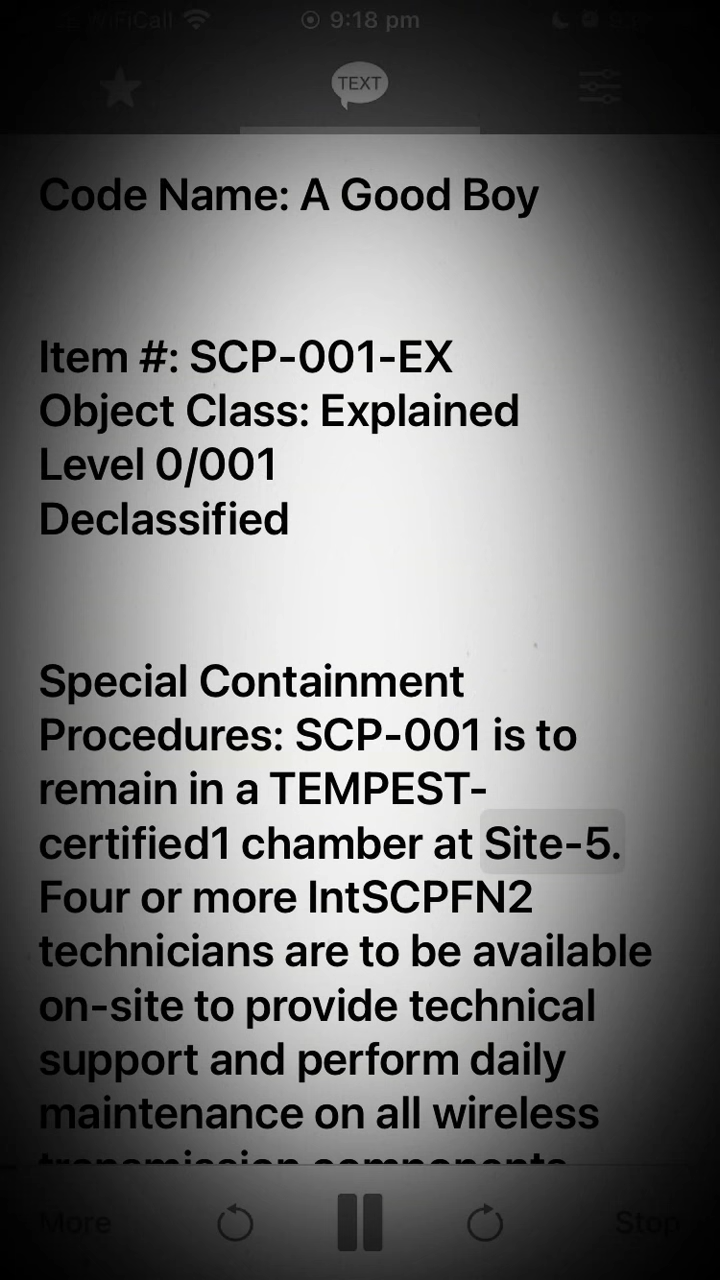 WiFiCall 9:18 pm
TEXT
Code Name: A Good Boy
Item #: SCP-001-EX
Object Class: Explained
Level 0/001
Declassified
Special Containment
Procedures: SCP-001 is to
remain in a TEMPEST-
certified1 chamber at Site-5.
Four or more IntSCPFN2
technicians are to be available
on-site to provide technical
support and perform daily
maintenance on all wireless
transmission components
More Stop